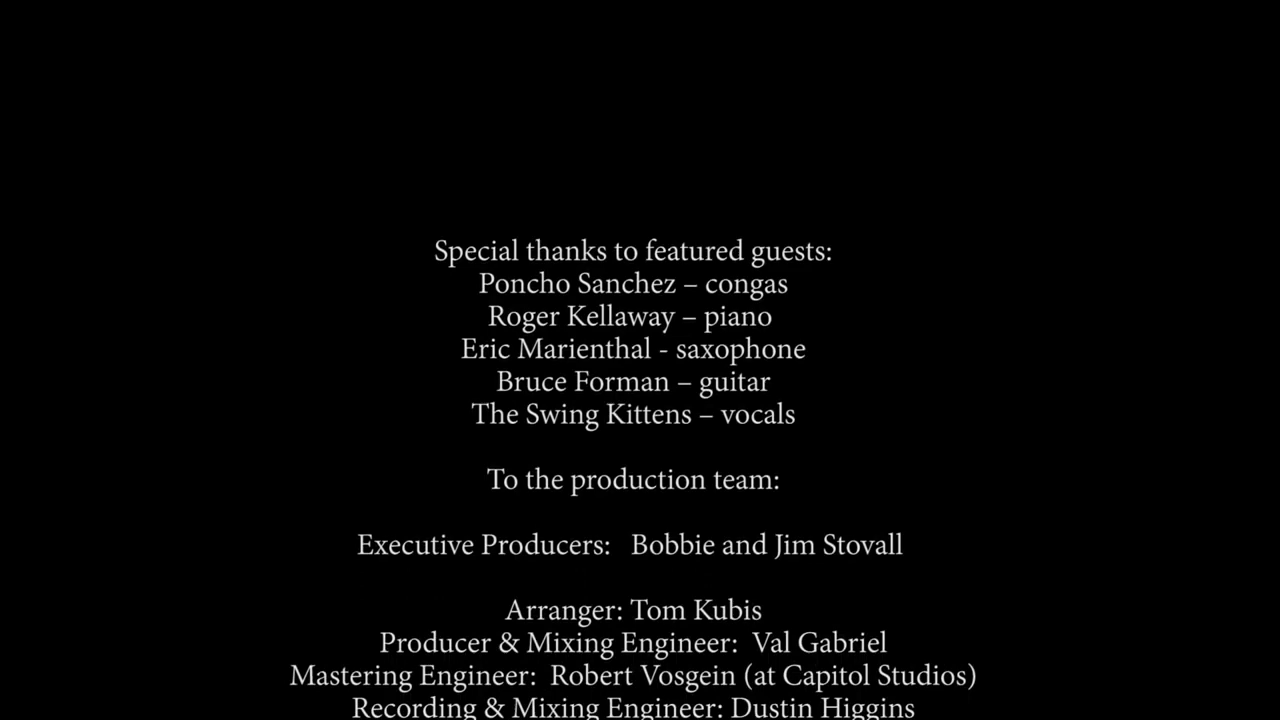 Special thanks to featured guests:
Poncho Sanchez – congas
Roger Kellaway – piano
Eric Marienthal - saxophone
Bruce Forman – guitar
The Swing Kittens – vocals
To the production team:
Executive Producers:   Bobbie and Jim Stovall
Arranger: Tom Kubis
Producer & Mixing Engineer:  Val Gabriel
Mastering Engineer:  Robert Vosgein (at Capitol Studios)
Recording & Mixing Engineer: Dustin Higgins